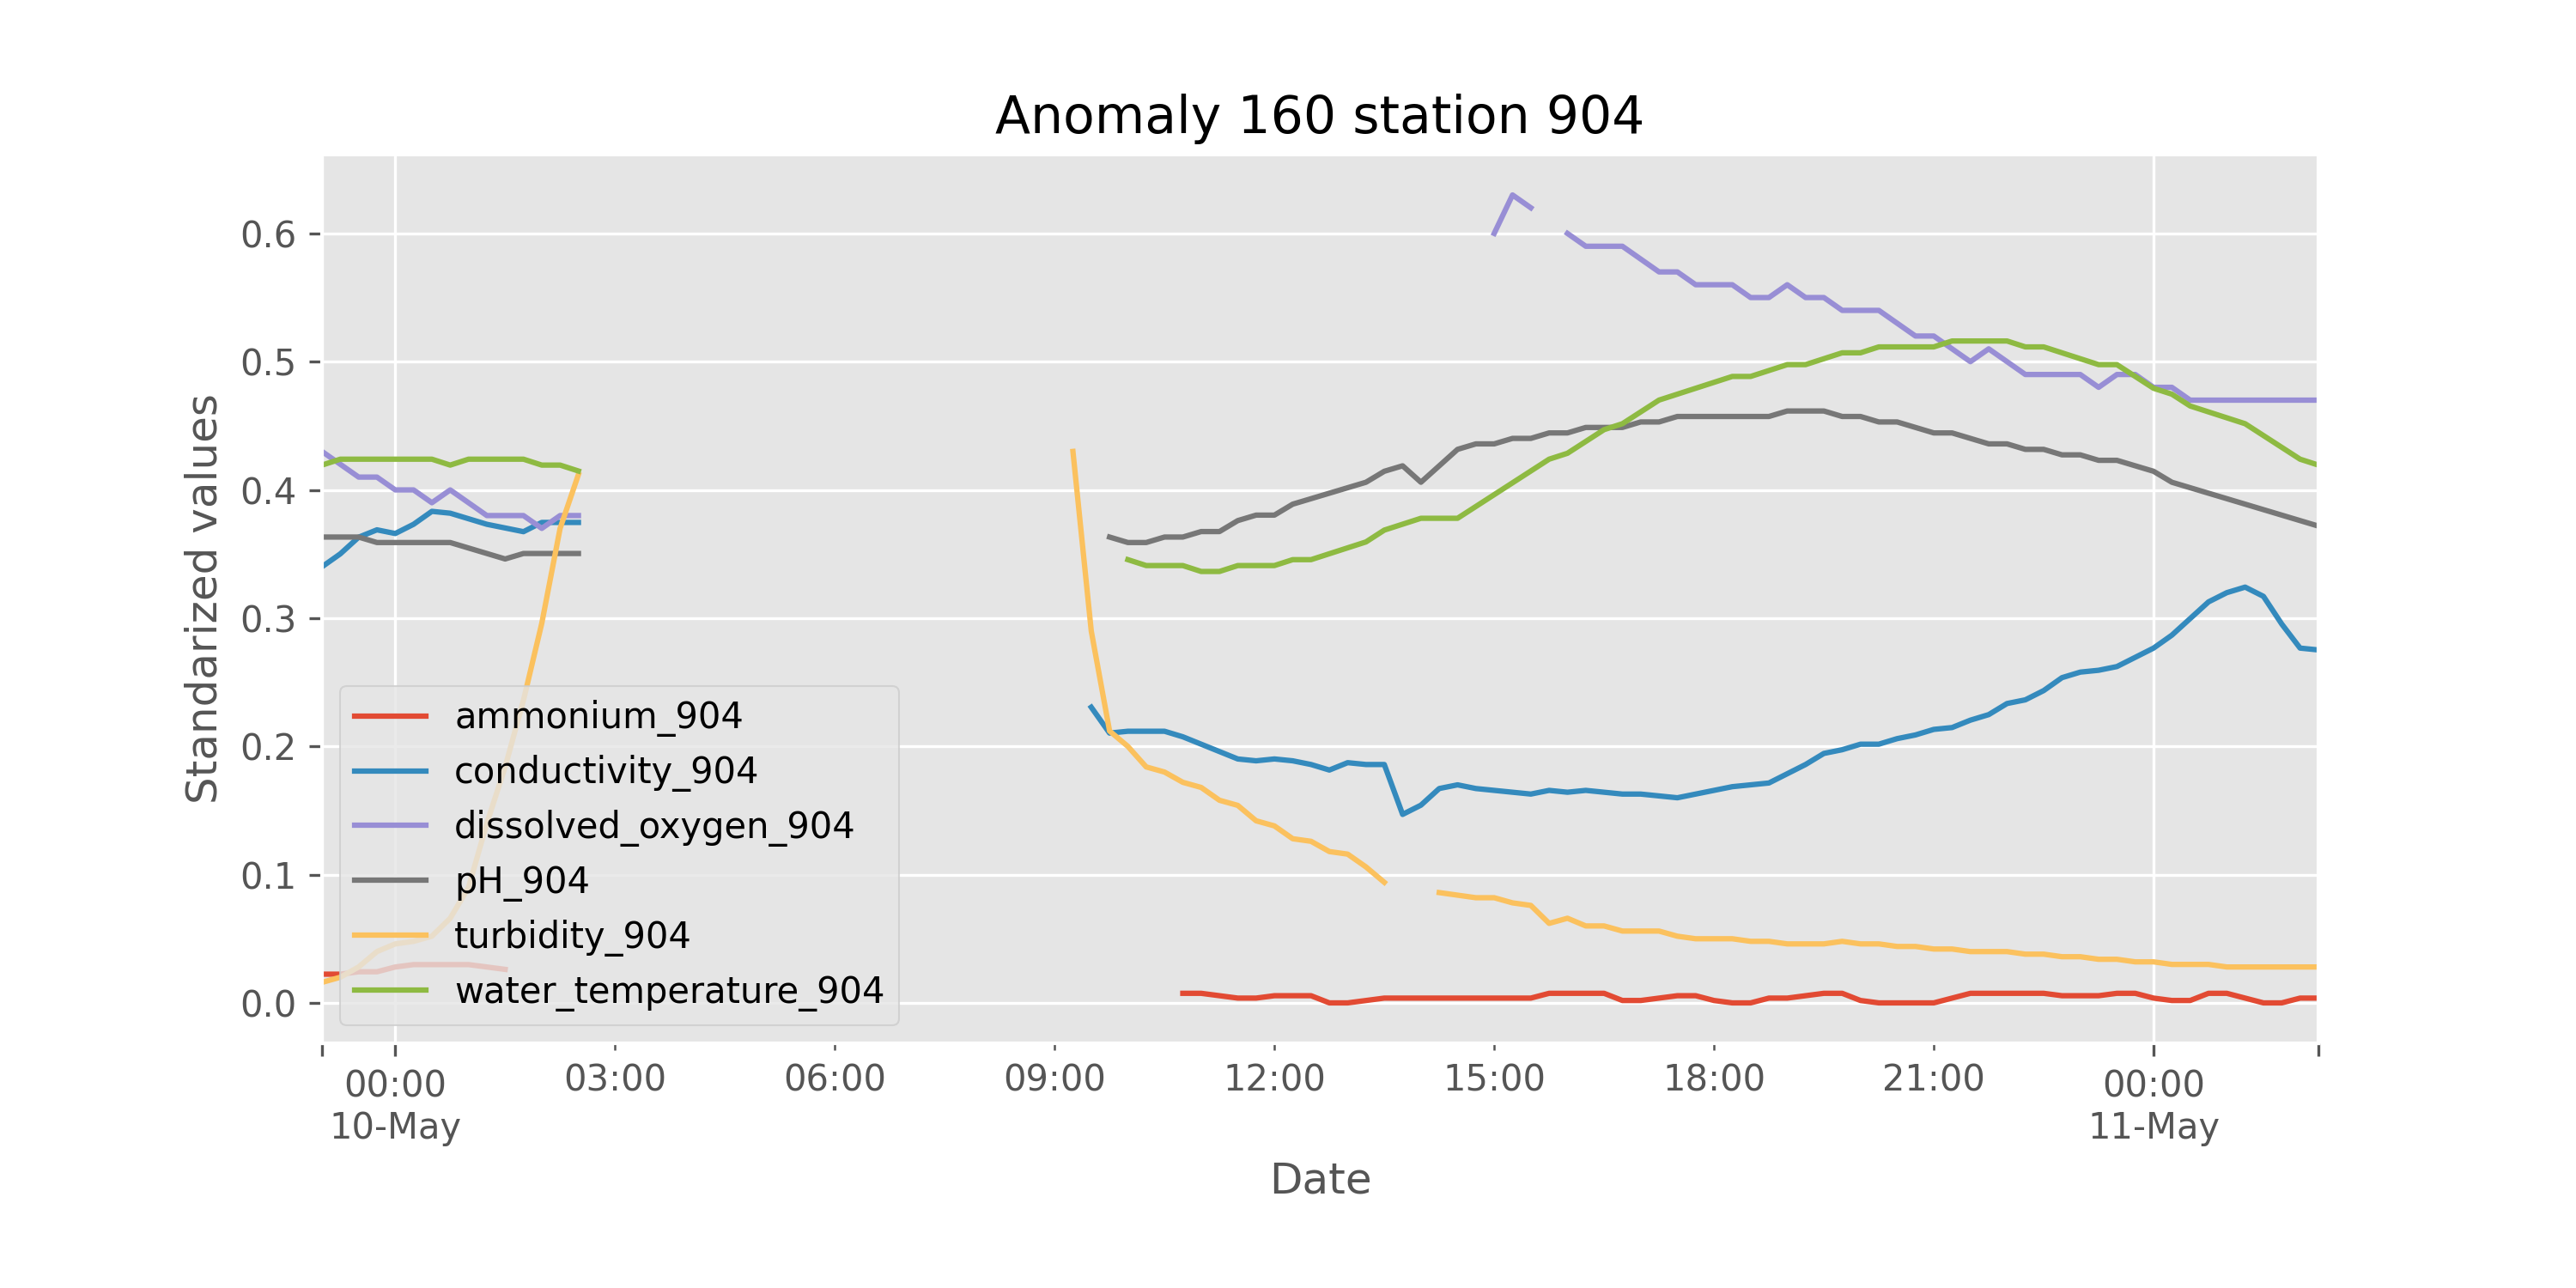 Anomaly 160 station 904
Standarized values
0.6
0.5
0.4
0.3
0.2
0.1
0.0
ammonium_904
conductivity_904
dissolved_oxygen_904
pH_904
turbidity_904
water_temperature_904
00:00 03:00 06:00 09:00 12:00 15:00 18:00 21:00 00:00
10-May 11-May
Date